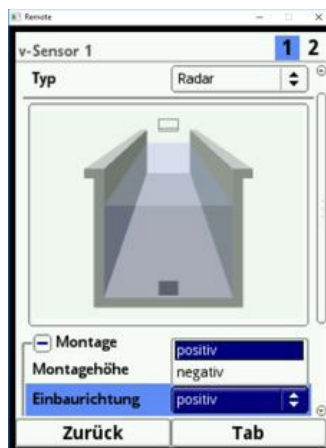 Remote
v-Sensor 1 1 2
Typ Radar
Montage
positiv
Montagehöhe negativ
Einbaurichtung positiv
Zurück Tab